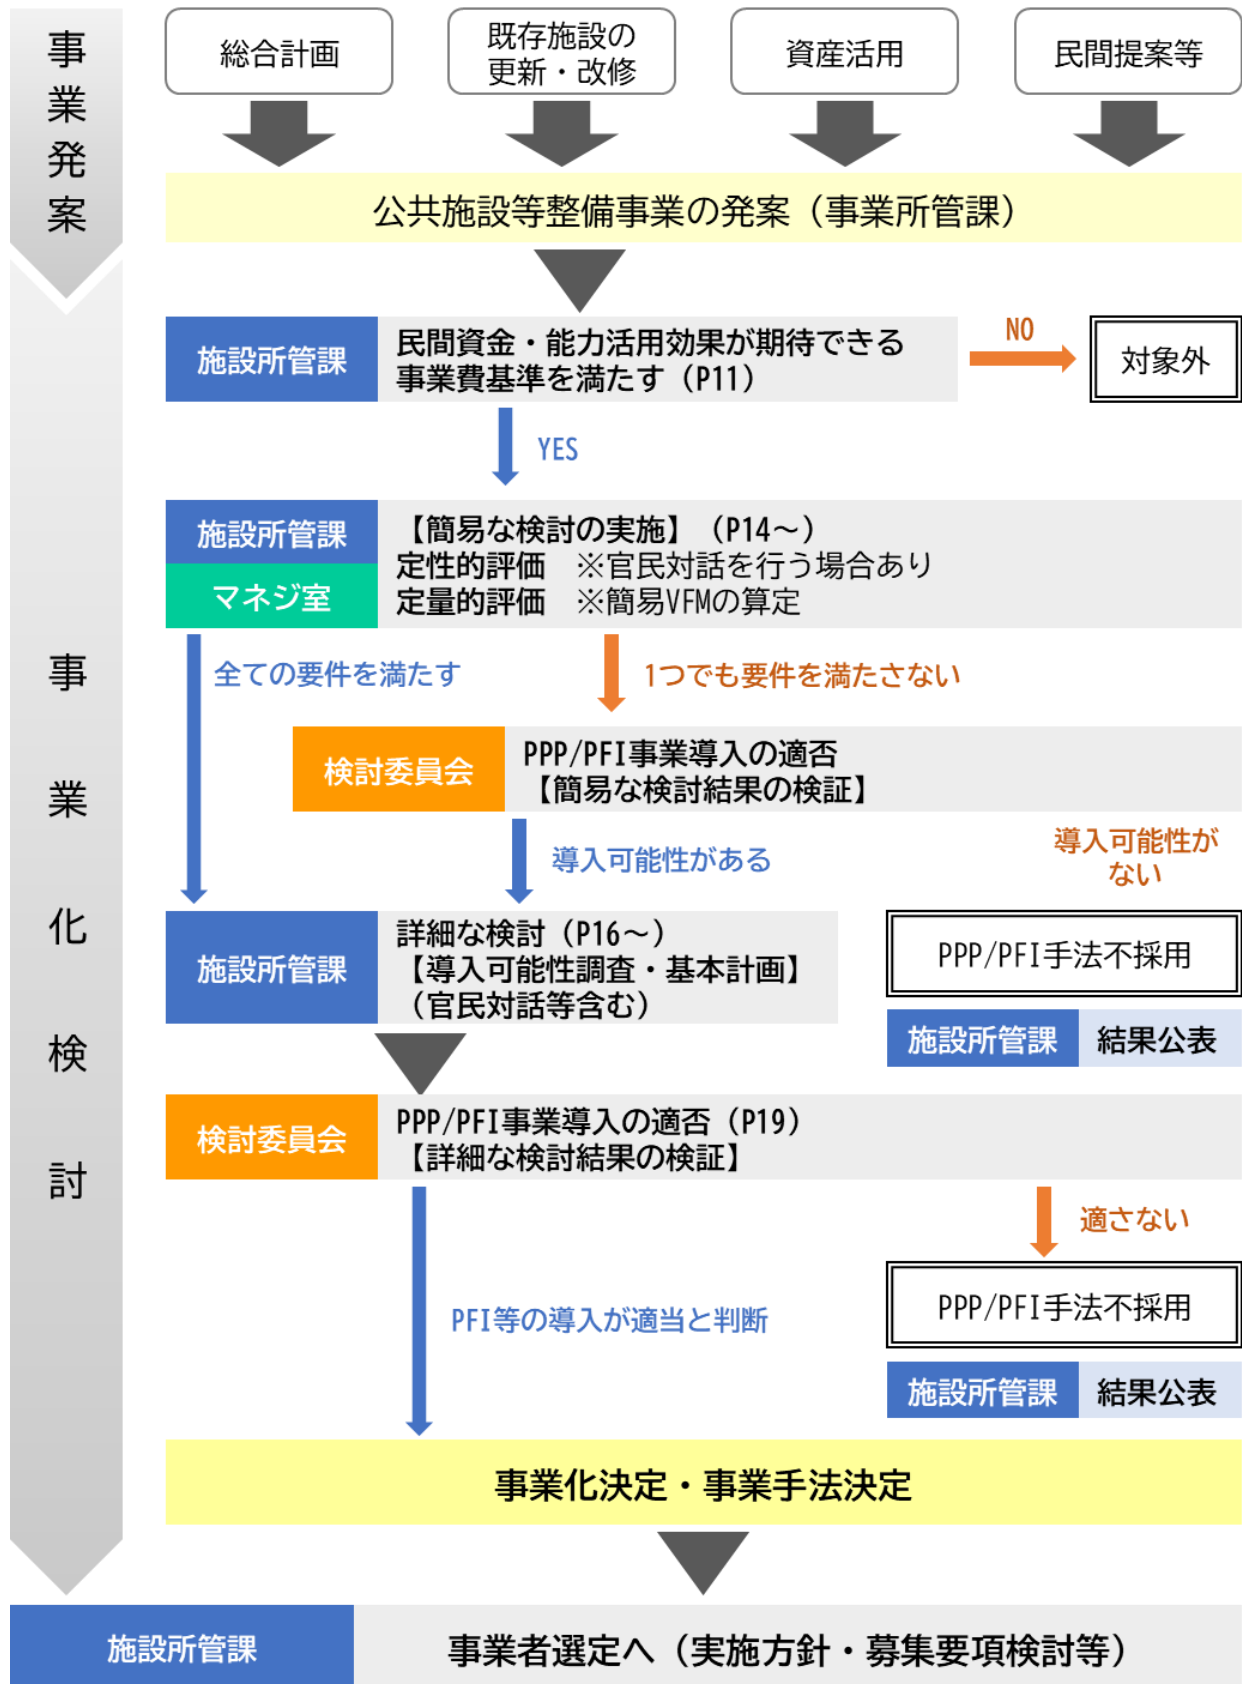 事業発案
総合計画
既存施設の
更新・改修
資産活用
民間提案等
公共施設等整備事業の発案（事業所管課）
事業化検討
施設所管課
民間資金・能力活用効果が期待できる
事業費基準を満たす（P11）
NO
対象外
YES
施設所管課
マネジ室
【簡易な検討の実施】（P14～）
定性的評価　※官民対話を行う場合あり
定量的評価　※簡易VFMの算定
全ての要件を満たす
1つでも要件を満たさない
検討委員会
PPP/PFI事業導入の適否
【簡易な検討結果の検証】
導入可能性がある
導入可能性が
ない
施設所管課
詳細な検討（P16～）
【導入可能性調査・基本計画】
（官民対話等含む）
PPP/PFI手法不採用
施設所管課
結果公表
検討委員会
PPP/PFI事業導入の適否（P19）
【詳細な検討結果の検証】
適さない
PFI等の導入が適当と判断
PPP/PFI手法不採用
施設所管課
結果公表
事業化決定・事業手法決定
施設所管課
事業者選定へ（実施方針・募集要項検討等）